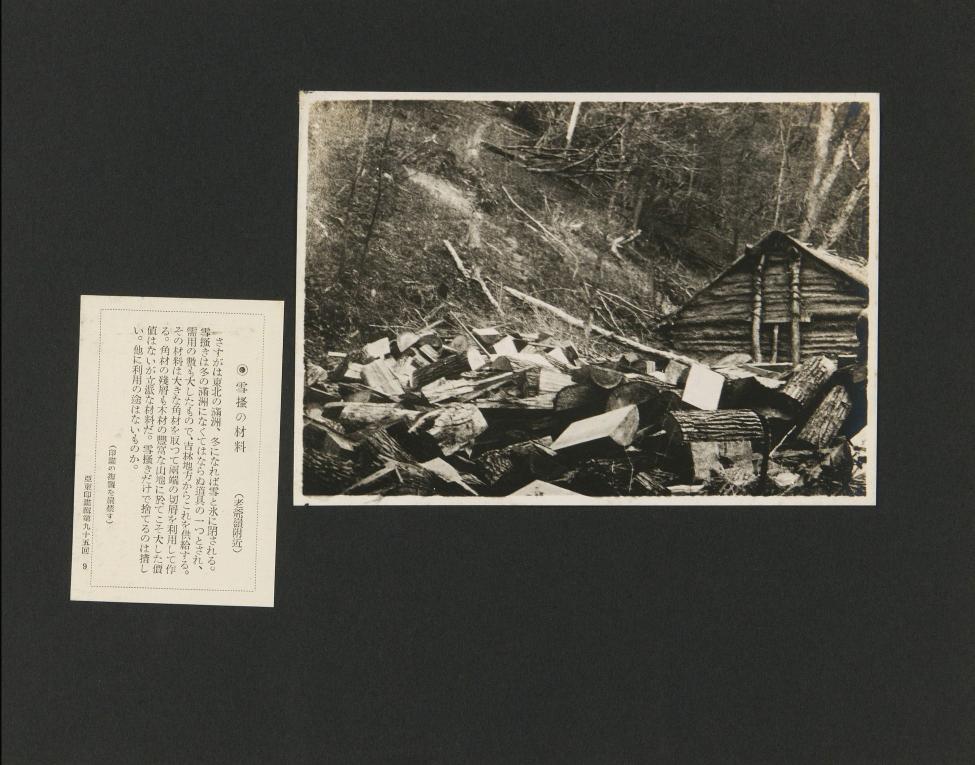 ◉雪搔の材料
（老爺嶺附近）
さすがは東北の滿洲、冬になれば雪と氷に閉される。
雪搔きは冬の滿洲になくてはならぬ道具の一つとされ、
需用の數も大したもので、吉林地方からこれを供給する。
その材料は大きな角材を取つて兩端の切屑を利用して作
る。角材の殘屑も木材の豐富な山地に於てこそ大した價
値はないが立派な材料だ。雪搔きだけで捨てるのは惜し
い。他に利用の途はないものか。
（印畫の複製を嚴禁す）
亞東印畫輯第九十五回 9